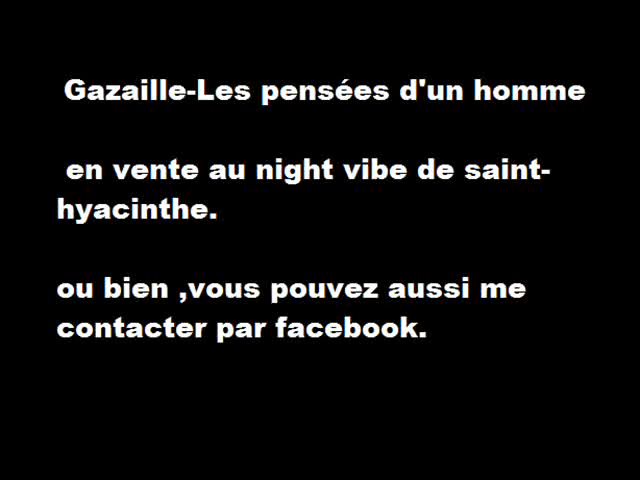 Gazaille-Les pensées d'un homme
en vente au night vibe de saint-
hyacinthe.
ou bien ,vous pouvez aussi me
contacter par facebook.